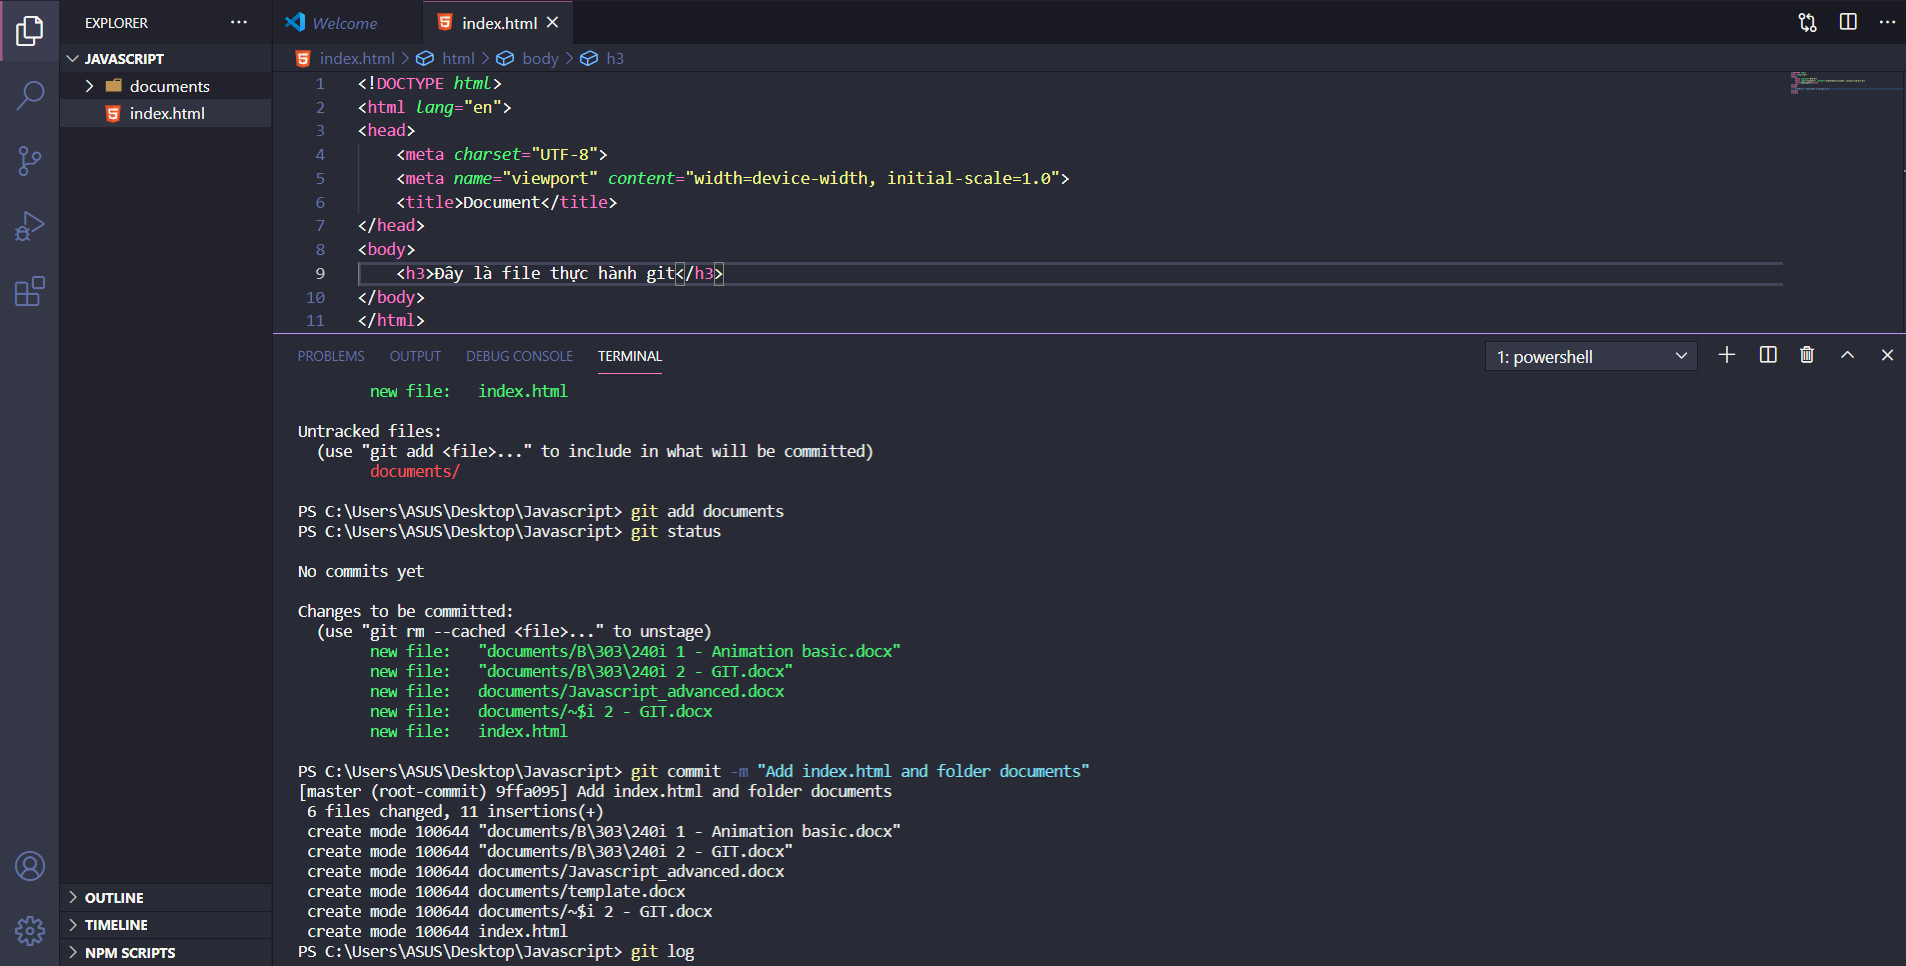 EXPLORER
JAVASCRIPT
documents
index.html
OUTLINE
TIMELINE
NPM SCRIPTS
Welcome
index.html
index.html > html > body > h3
1 <!DOCTYPE html>
2 <html lang="en">
3 <head>
4 <meta charset="UTF-8">
5 <meta name="viewport" content="width=device-width, initial-scale=1.0">
6 <title>Document</title>
7 </head>
8 <body>
9 <h3>Đây là file thực hành git</h3>
10 </body>
11 </html>
PROBLEMS OUTPUT DEBUG CONSOLE TERMINAL
1: powershell
new file: index.html
Untracked files:
(use "git add <file>..." to include in what will be committed)
documents/
PS C:\Users\ASUS\Desktop\Javascript> git add documents
PS C:\Users\ASUS\Desktop\Javascript> git status
No commits yet
Changes to be committed:
(use "git rm --cached <file>..." to unstage)
new file: "documents/B\303\240i 1 - Animation basic.docx"
new file: "documents/B\303\240i 2 - GIT.docx"
new file: documents/Javascript_advanced.docx
new file: documents/~$i 2 - GIT.docx
new file: index.html
PS C:\Users\ASUS\Desktop\Javascript> git commit -m "Add index.html and folder documents"
[master (root-commit) 9ffa095] Add index.html and folder documents
6 files changed, 11 insertions(+)
create mode 100644 "documents/B\303\240i 1 - Animation basic.docx"
create mode 100644 "documents/B\303\240i 2 - GIT.docx"
create mode 100644 documents/Javascript_advanced.docx
create mode 100644 documents/template.docx
create mode 100644 documents/~$i 2 - GIT.docx
create mode 100644 index.html
PS C:\Users\ASUS\Desktop\Javascript> git log